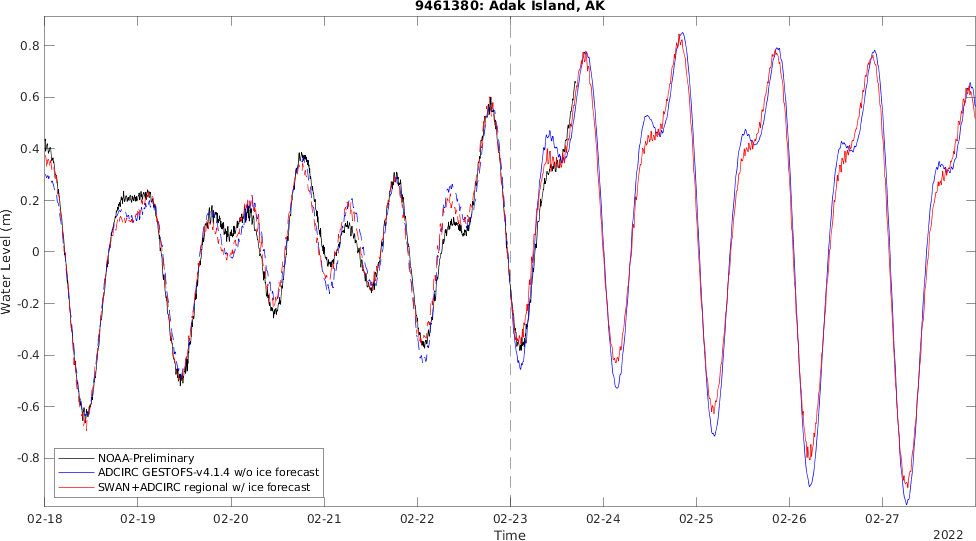 9461380: Adak Island, AK
Water Level (m)
0.8
0.6
0.4
0.2
0
-0.2
-0.4
-0.6
-0.8
NOAA-Preliminary
ADCIRC GESTOFS-v4.1.4 w/o ice forecast
SWAN+ADCIRC regional w/ ice forecast
02-18 02-19 02-20 02-21 02-22 02-23 02-24 02-25 02-26 02-27
Time
2022